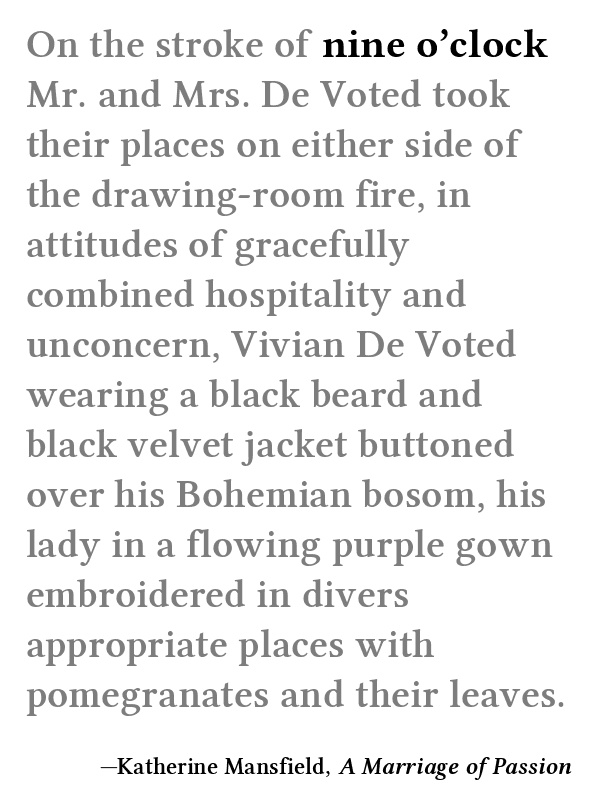 On the stroke of nine o’clock
Mr. and Mrs. De Voted took
their places on either side of
the drawing-room fire, in
attitudes of gracefully
combined hospitality and
unconcern, Vivian De Voted
wearing a black beard and
black velvet jacket buttoned
over his Bohemian bosom, his
lady in a flowing purple gown
embroidered in divers
appropriate places with
pomegranates and their leaves.
—Katherine Mansfield, A Marriage of Passion